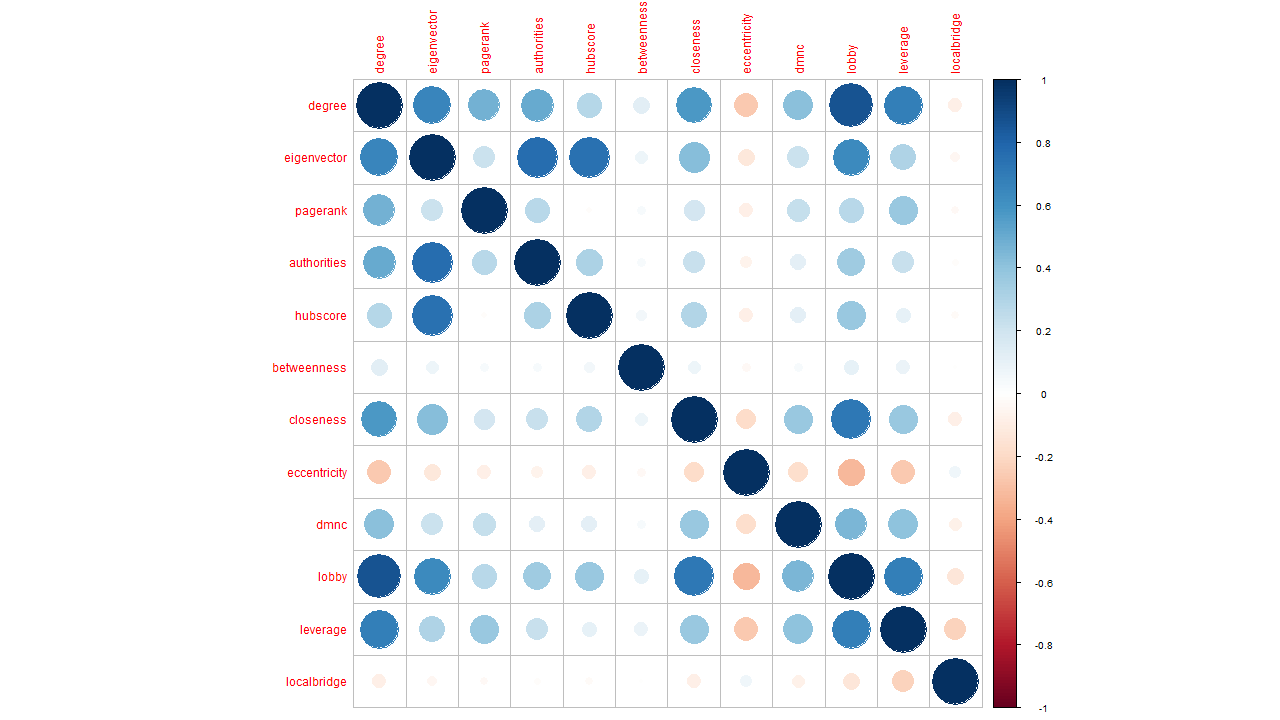 degree
eigenvector
pagerank
authorities
hubscore
betweenness
closeness
eccentricity
dmnc
lobby
leverage
localbridge
degree
eigenvector
pagerank
authorities
hubscore
betweenness
closeness
eccentricity
dmnc
lobby
leverage
localbridge
1
0.8
0.6
0.4
0.2
0
-0.2
-0.4
-0.6
-0.8
-1